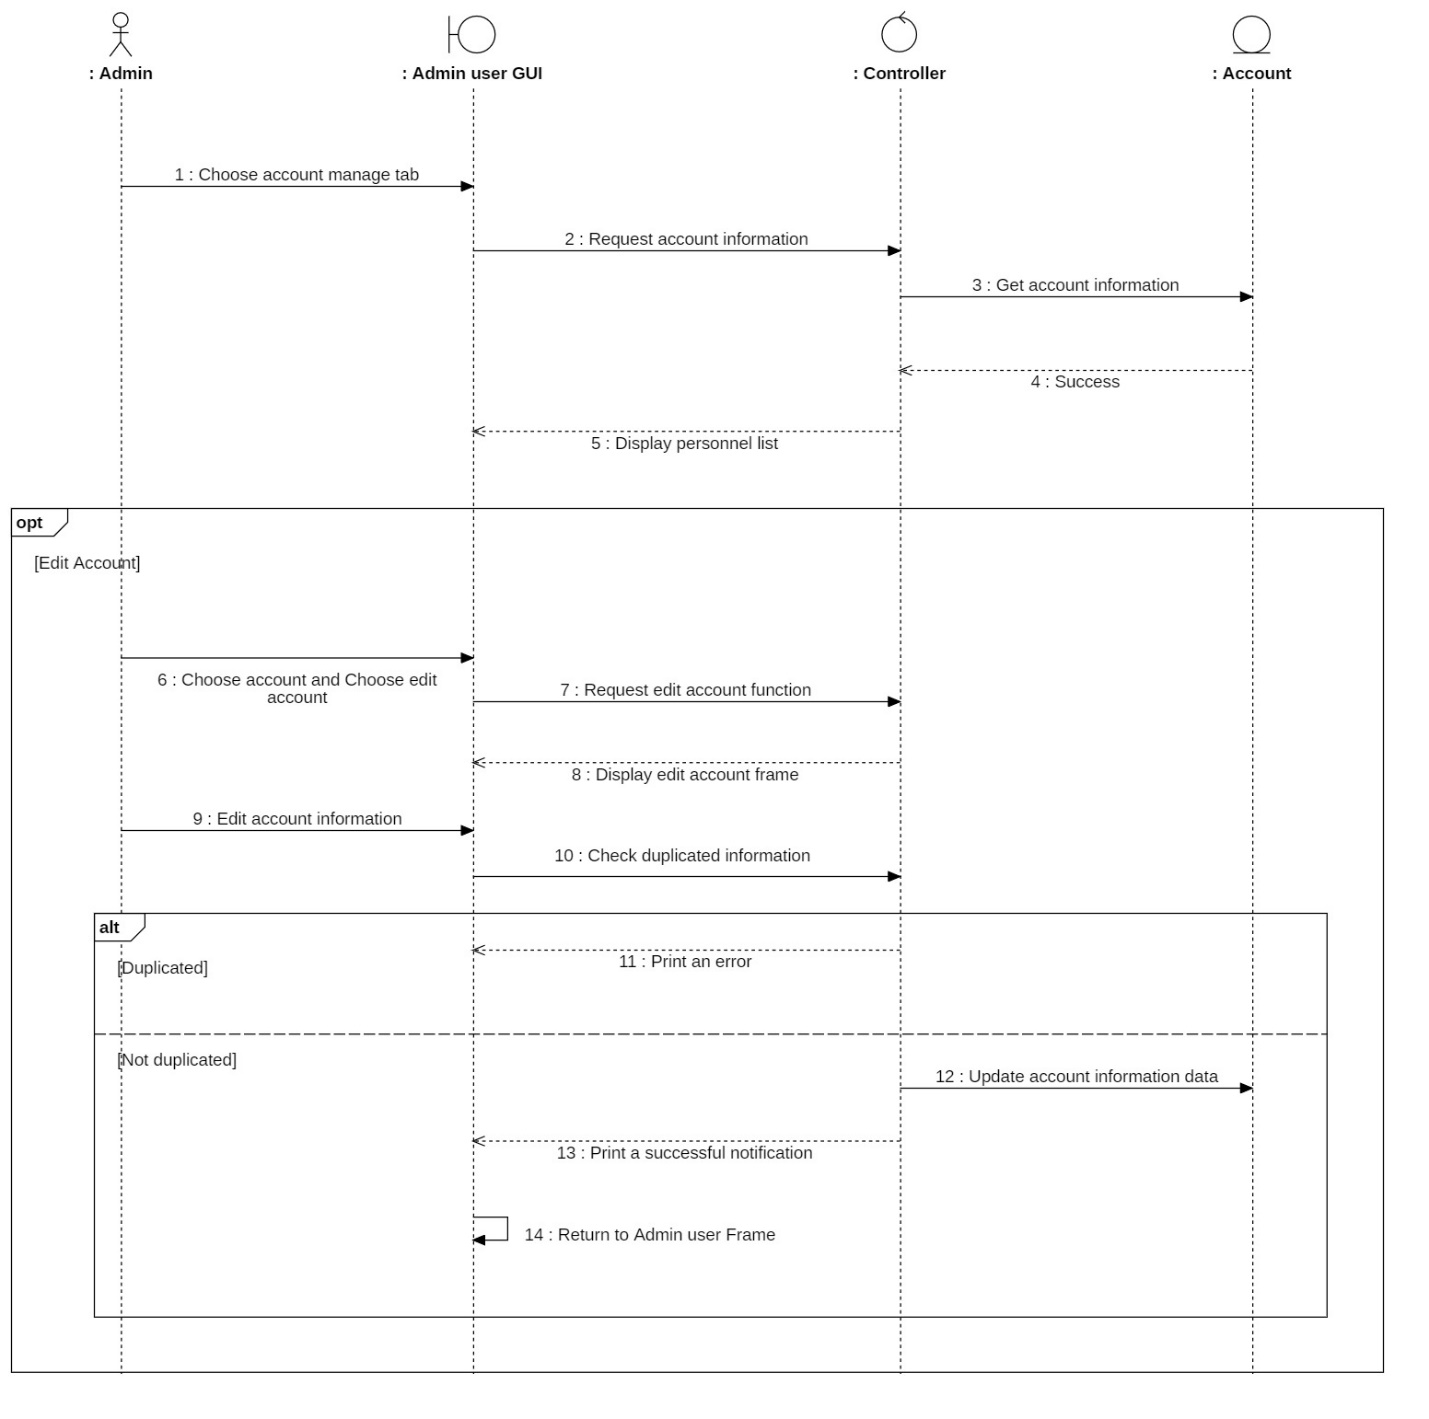 : Admin
: Admin user GUI
: Controller
: Account
1 : Choose account manage tab
2 : Request account information
3 : Get account information
4 : Success
5 : Display personnel list
opt
[Edit Account]
6 : Choose account and Choose edit
account
7 : Request edit account function
8 : Display edit account frame
9 : Edit account information
10 : Check duplicated information
alt
11 : Print an error
[Duplicated]
[Not duplicated]
12 : Update account information data
13 : Print a successful notification
14 : Return to Admin user Frame